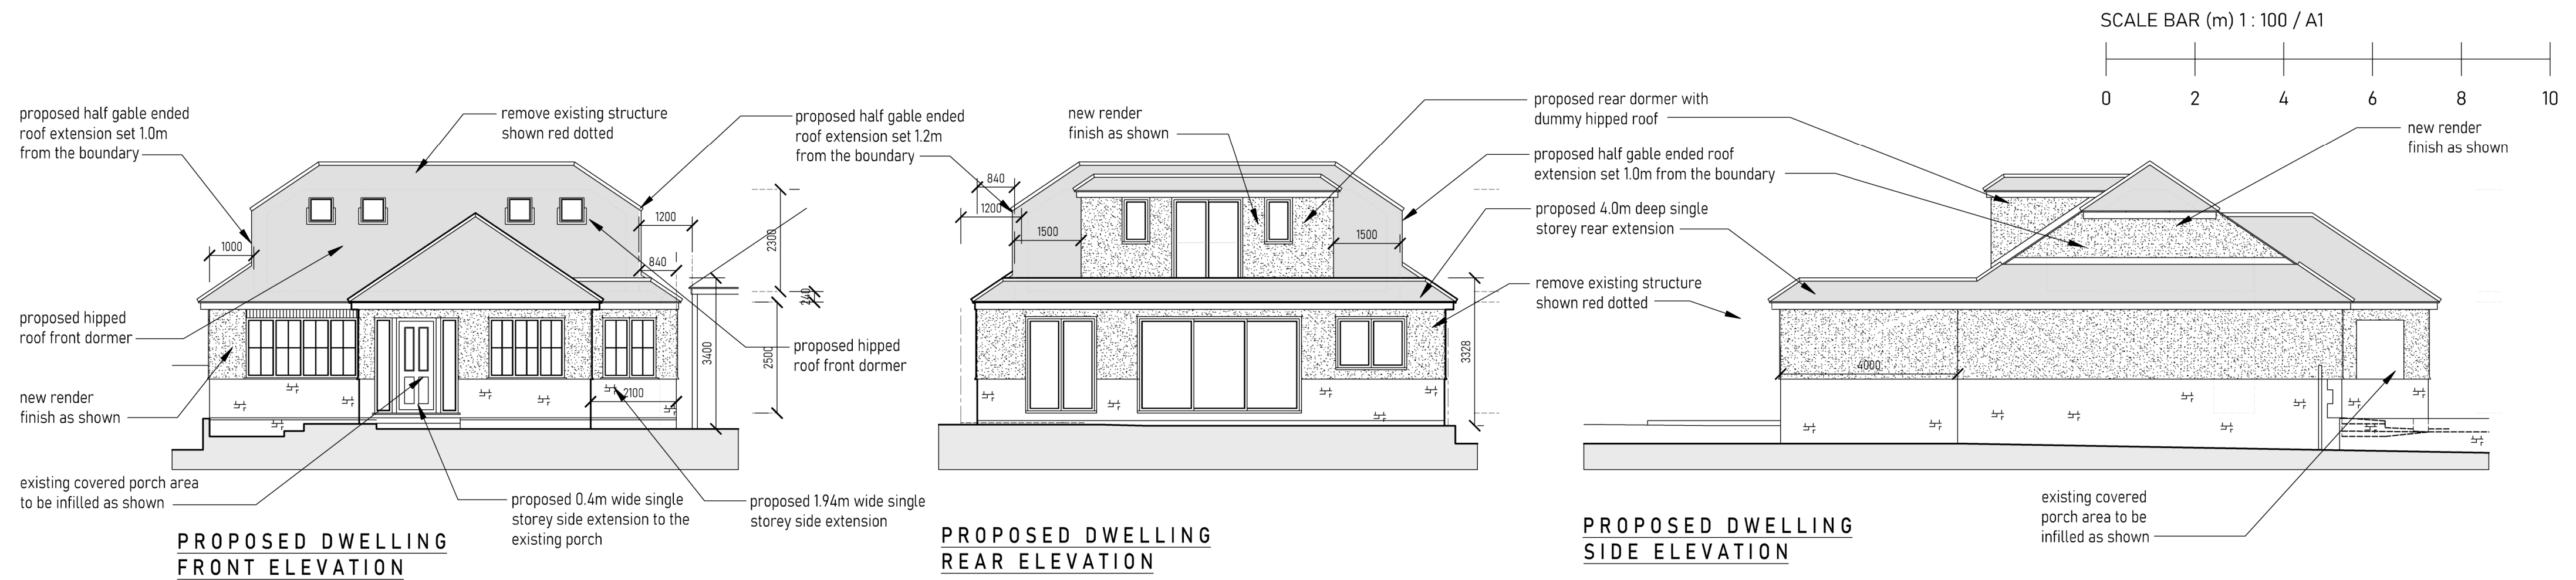 SCALE BAR (m) 1 : 100 / A1
0 2 4 6 8 10
proposed half gable ended
roof extension set 1.0m
from the boundary
remove existing structure
shown red dotted
proposed half gable ended
roof extension set 1.2m
from the boundary
1000
1200
840
2300
240
3400
2500
2100
proposed hipped
roof front dormer
new render
finish as shown
existing covered porch area
to be infilled as shown
proposed hipped
roof front dormer
proposed 0.4m wide single
storey side extension to the
existing porch
proposed 1.94m wide single
storey side extension
PROPOSED DWELLING
FRONT ELEVATION
new render
finish as shown
840
1200
1500
1500
3328
proposed rear dormer with
dummy hipped roof
proposed half gable ended roof
extension set 1.0m from the boundary
proposed 4.0m deep single
storey rear extension
remove existing structure
shown red dotted
PROPOSED DWELLING
REAR ELEVATION
new render
finish as shown
4000
existing covered
porch area to be
infilled as shown
PROPOSED DWELLING
SIDE ELEVATION